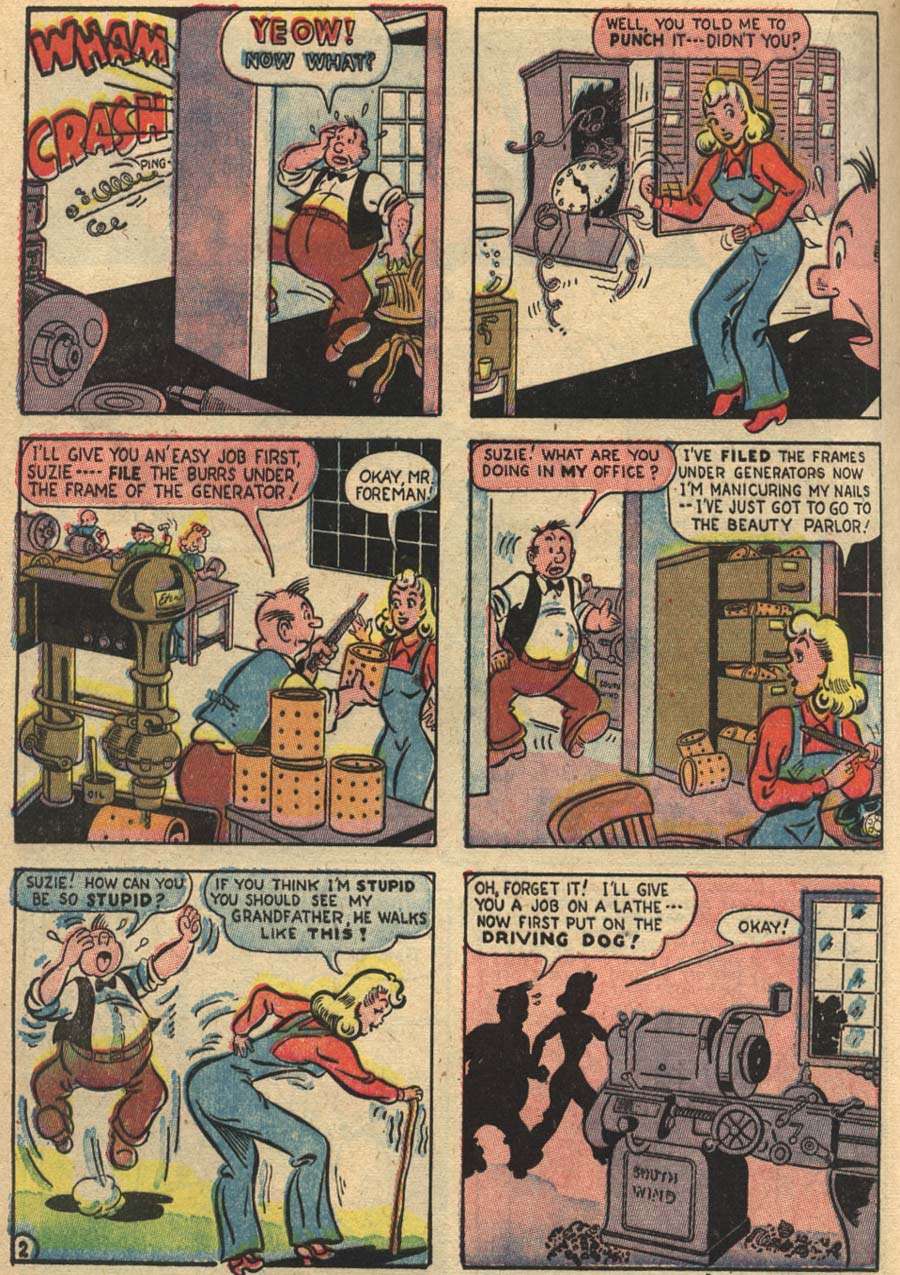 WHAM
CRASH
PING-
YEOW!
NOW WHAT?
WELL, YOU TOLD ME TO
PUNCH IT---DIDN'T YOU?
I'LL GIVE YOU AN' EASY JOB FIRST,
SUZIE ---- FILE THE BURRS UNDER
THE FRAME OF THE GENERATOR!
OKAY, MR.
FOREMAN!
OIL
SUZIE! WHAT ARE YOU
DOING IN MY OFFICE?
I'VE FILED THE FRAMES
UNDER GENERATORS NOW
I'M MANICURING MY NAILS
--I'VE JUST GOT TO GO TO
THE BEAUTY PARLOR!
SOUTH
WIND
SUZIE! HOW CAN YOU
BE SO STUPID?
IF YOU THINK I'M STUPID
YOU SHOULD SEE MY
GRANDFATHER, HE WALKS
LIKE THIS!
2
OH, FORGET IT! I'LL GIVE
YOU A JOB ON A LATHE---
NOW FIRST PUT ON THE
DRIVING DOG!
OKAY!
SOUTH
WIND